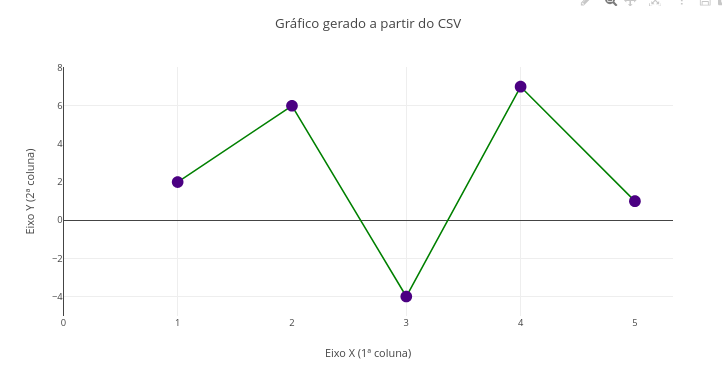 Gráfico gerado a partir do CSV
8
6
4
2
0
−2
−4
Eixo Y (2ª coluna)
0 1 2 3 4 5
Eixo X (1ª coluna)